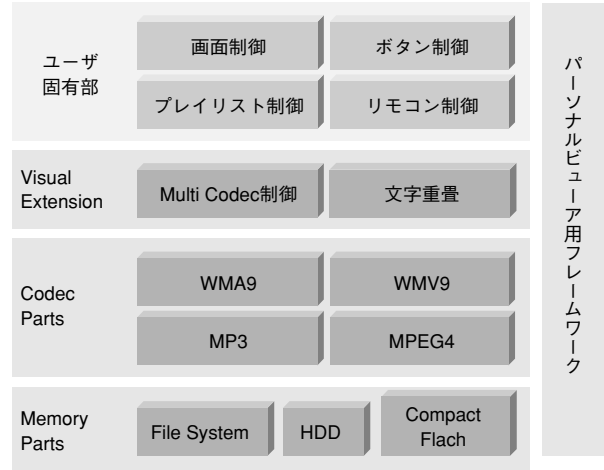 ユーザ
固有部
画面制御
ボタン制御
プレイリスト制御
リモコン制御
Visual
Extension
Multi Codec制御
文字重畳
Codec
Parts
WMA9
WMV9
MP3
MPEG4
Memory
Parts
File System
HDD
Compact
Flach
パーソナルビューア用フレームワーク